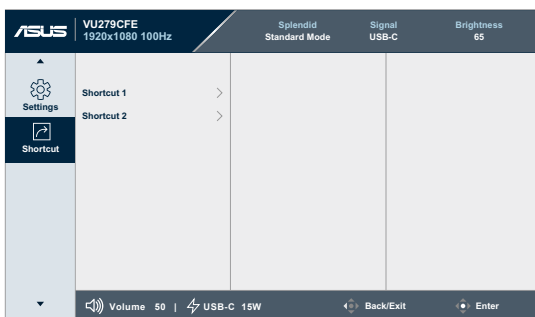 ASUS
VU279CFE
1920x1080 100Hz
Splendid
Standard Mode
Signal
USB-C
Brightness
65
Settings
Shortcut
Shortcut 1
Shortcut 2
Volume 50 | USB-C 15W
Back/Exit
Enter